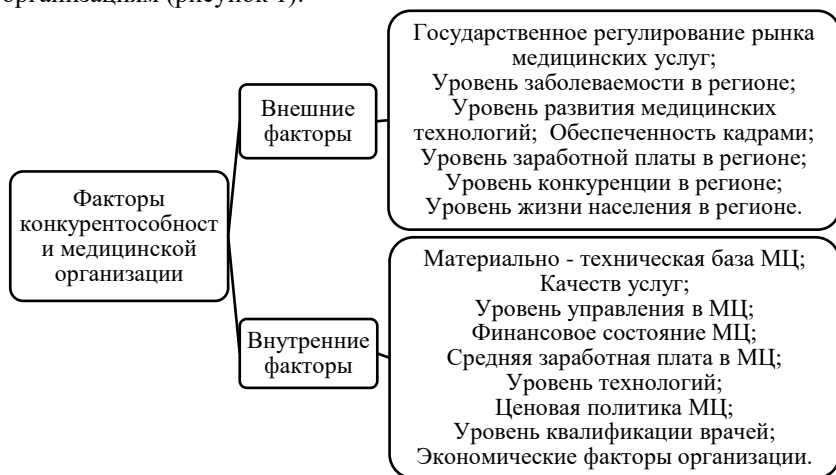 организациям (рисунок 1).
Факторы
конкурентособност
и медицинской
организации
Внешние
факторы
Государственное регулирование рынка
медицинских услуг;
Уровень заболеваемости в регионе;
Уровень развития медицинских
технологий; Обеспеченность кадрами;
Уровень заработной платы в регионе;
Уровень конкуренции в регионе;
Уровень жизни населения в регионе.
Внутренние
факторы
Материально - техническая база МЦ;
Качеств услуг;
Уровень управления в МЦ;
Финансовое состояние МЦ;
Средняя заработная плата в МЦ;
Уровень технологий;
Ценовая политика МЦ;
Уровень квалификации врачей;
Экономические факторы организации.